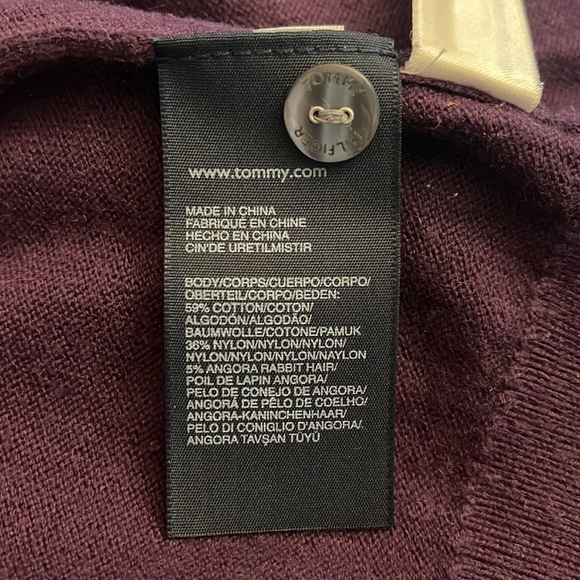 TOMMY HILFIGER
www.tommy.com
MADE IN CHINA
FABRIQUÉ EN CHINE
HECHO EN CHINA
CIN'DE URETILMISTIR
BODY/CORPS/CUERPO/CORPO/
OBERTEIL/CORPO/BEDEN:
59% COTTON/COTON/
ALGODÓN/ALGODÃO/
BAUMWOLLE/COTONE/PAMUK
36% NYLON/NYLON/NYLON/
NYLON/NYLON/NYLON/NAYLON
5% ANGORA RABBIT HAIR/
POIL DE LAPIN ANGORA/
PELO DE CONEJO DE ANGORA/
ANGORÁ DE PÊLO DE COELHO/
ANGORA-KANINCHENHAAR/
PELO DI CONIGLIO D'ANGORA/
ANGORA TAVŞAN TÜYÜ